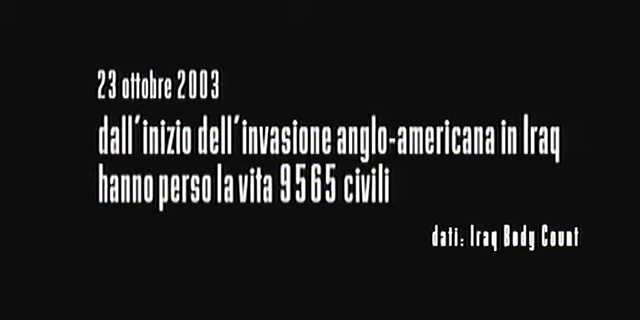 23 ottobre 2003
dall'inizio dell'invasione anglo-americana in Iraq
hanno perso la vita 9565 civili
dati: Iraq Body Count